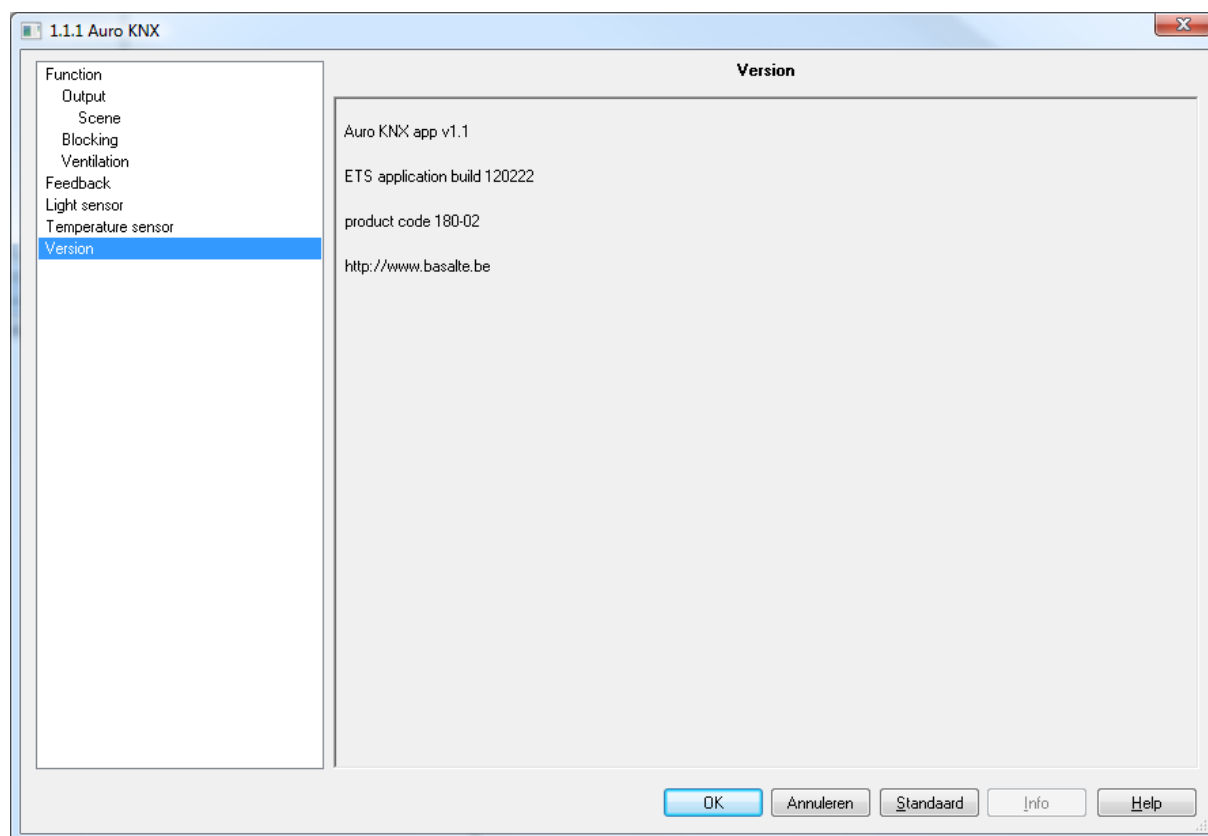 1.1.1 Auro KNX
Function
Output
Scene
Blocking
Ventilation
Feedback
Light sensor
Temperature sensor
Version
Version
Auro KNX app v1.1
ETS application build 120222
product code 180-02
http://www.basalte.be
OK
Annuleren
Standaard
Info
Help